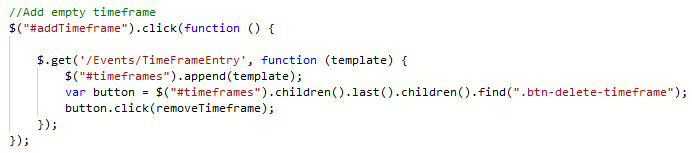 //Add empty timeframe
$("#addTimeframe").click(function () {
$.get('/Events/TimeFrameEntry', function (template) {
$("#timeframes").append(template);
var button = $("#timeframes").children().last().children().find(".btn-delete-timeframe");
button.click(removeTimeframe);
});
});